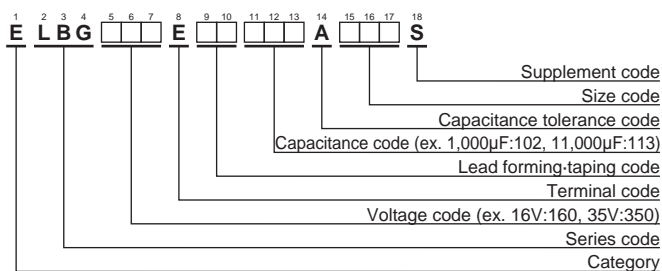 1 2 3 4 5 6 7 8 9 10 11 12 13 14 15 16 17 18
E L B G E A S
Supplement code
Size code
Capacitance tolerance code
Capacitance code (ex. 1,000µF:102, 11,000µF:113)
Lead forming·taping code
Terminal code
Voltage code (ex. 16V:160, 35V:350)
Series code
Category